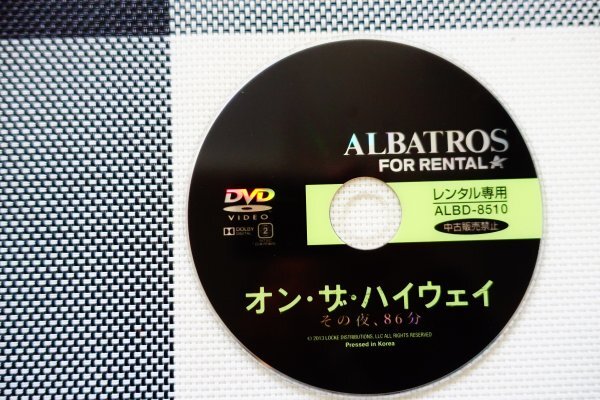 ALBATROS
FOR RENTAL
DVD
VIDEO
DOLBY
DIGITAL
2
レンタル専用
ALBD-8510
中古販売禁止
オン・ザ・ハイウェイ
その夜、86分
© 2013 LOCKE DISTRIBUTIONS, LLC ALL RIGHTS RESERVED
Pressed in Korea